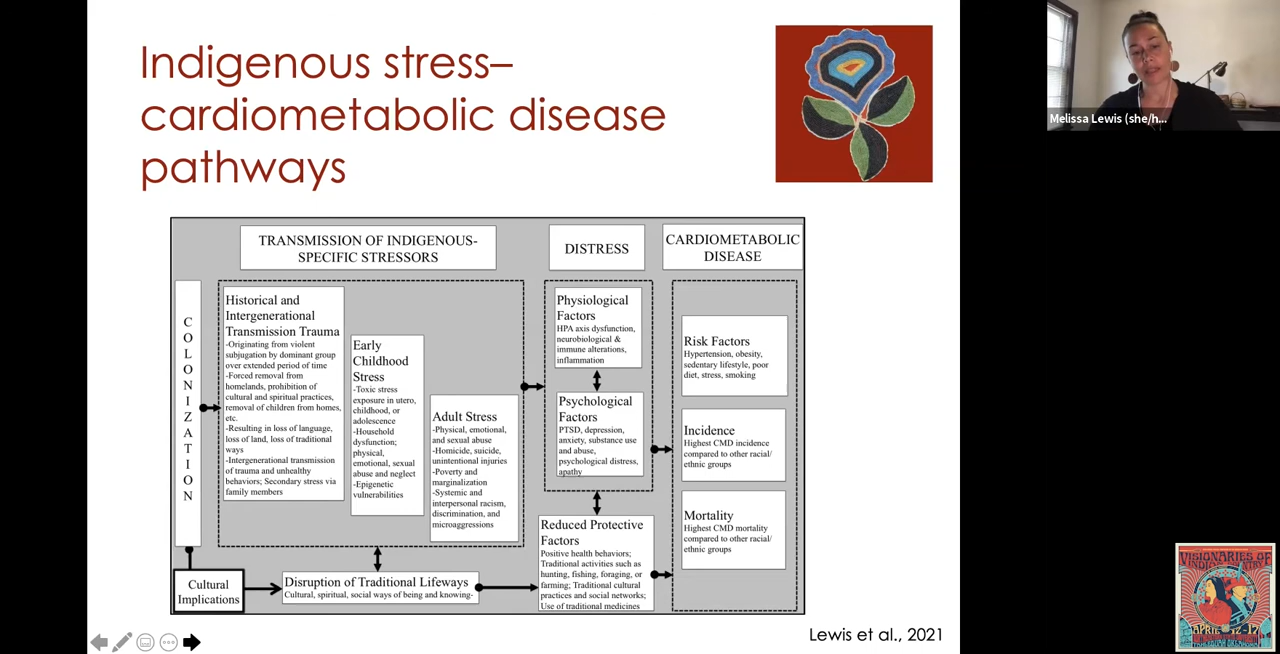 Indigenous stress–
cardiometabolic disease
pathways
Melissa Lewis (she/h...
TRANSMISSION OF INDIGENOUS-
SPECIFIC STRESSORS
DISTRESS
CARDIOMETABOLIC
DISEASE
COLONIZATION
Historical and
Intergenerational
Transmission Trauma
-Originating from violent
subjugation by dominant group
over extended period of time
-Forced removal from
homelands, prohibition of
cultural and spiritual practices,
removal of children from homes,
etc.
-Resulting in loss of language,
loss of land, loss of traditional
ways
-Intergenerational transmission
of trauma and unhealthy
behaviors; Secondary stress via
family members
Early
Childhood
Stress
-Toxic stress
exposure in utero,
childhood, or
adolescence
-Household
dysfunction;
physical,
emotional, sexual
abuse and neglect
-Epigenetic
vulnerabilities
Adult Stress
-Physical, emotional,
and sexual abuse
-Homicide, suicide,
unintentional injuries
-Poverty and
marginalization
-Systemic and
interpersonal racism,
discrimination, and
microaggressions
Physiological
Factors
HPA axis dysfunction,
neurobiological &
immune alterations,
inflammation
Psychological
Factors
PTSD, depression,
anxiety, substance use
and abuse,
psychological distress,
apathy
Risk Factors
Hypertension, obesity,
sedentary lifestyle, poor
diet, stress, smoking
Incidence
Highest CMD incidence
compared to other racial/
ethnic groups
Mortality
Highest CMD mortality
compared to other racial/
ethnic groups
Cultural
Implications
Disruption of Traditional Lifeways
Cultural, spiritual, social ways of being and knowing-
Reduced Protective
Factors
Positive health behaviors;
Traditional activities such as
hunting, fishing, foraging, or
farming; Traditional cultural
practices and social networks;
Use of traditional medicines
Lewis et al., 2021
VISIONARIES OF
APRIL 12-17